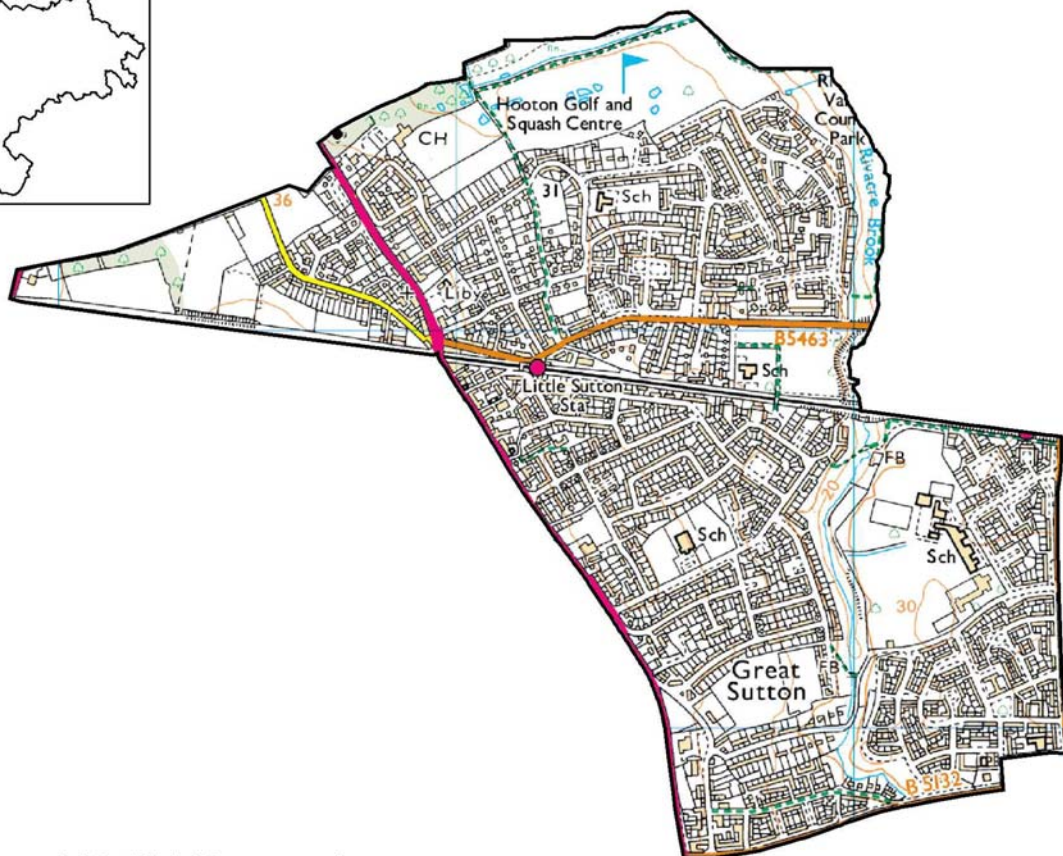 Hooton Golf and
Squash Centre
CH
Park
36
31
Sch
Rivacre Brook
Lib
B5463
Sch
Little Sutton
Sta
FB
20
Sch
Sch
30
Great
Sutton
FB
B5132